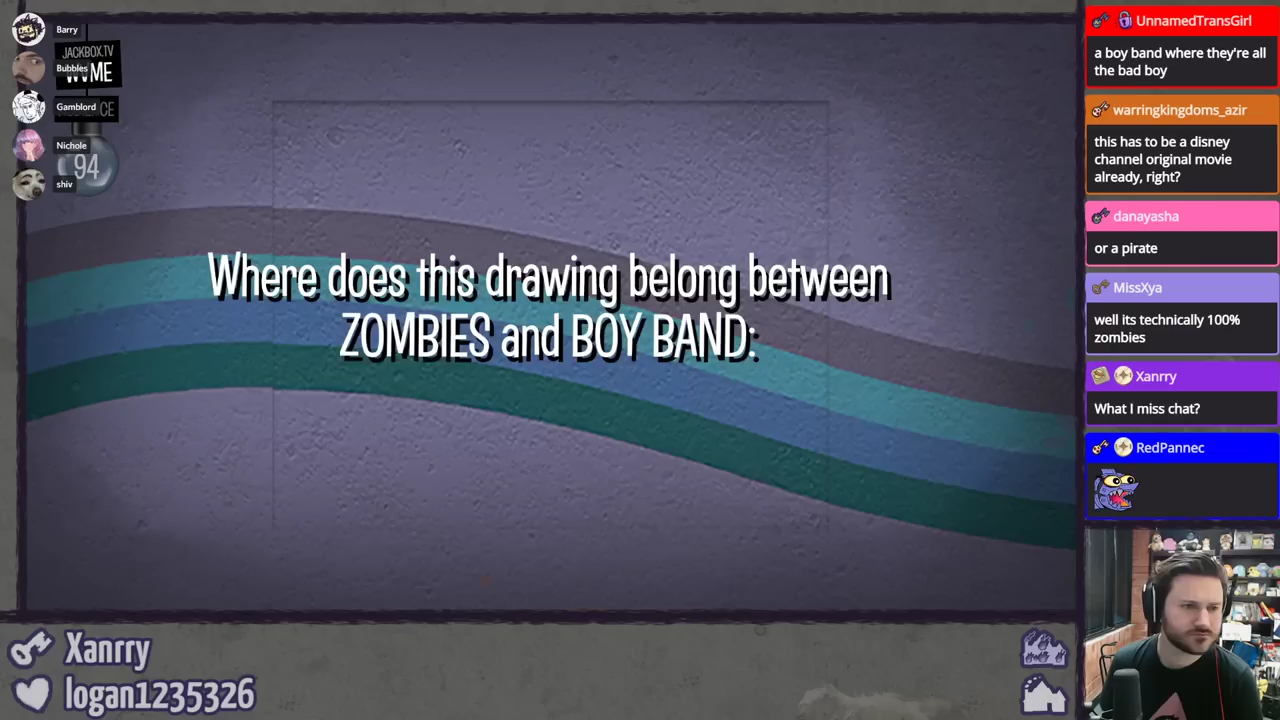 Barry
JACKBOX.TV
Bubbles
Gamblord
Nichole
94
shiv
Where does this drawing belong between
ZOMBIES and BOY BAND:
UnnamedTransGirl
a boy band where they're all
the bad boy
warringkingdoms_azir
this has to be a disney
channel original movie
already, right?
danayasha
or a pirate
MissXya
well its technically 100%
zombies
Xanrry
What I miss chat?
RedPannec
Xanrry
logan1235326